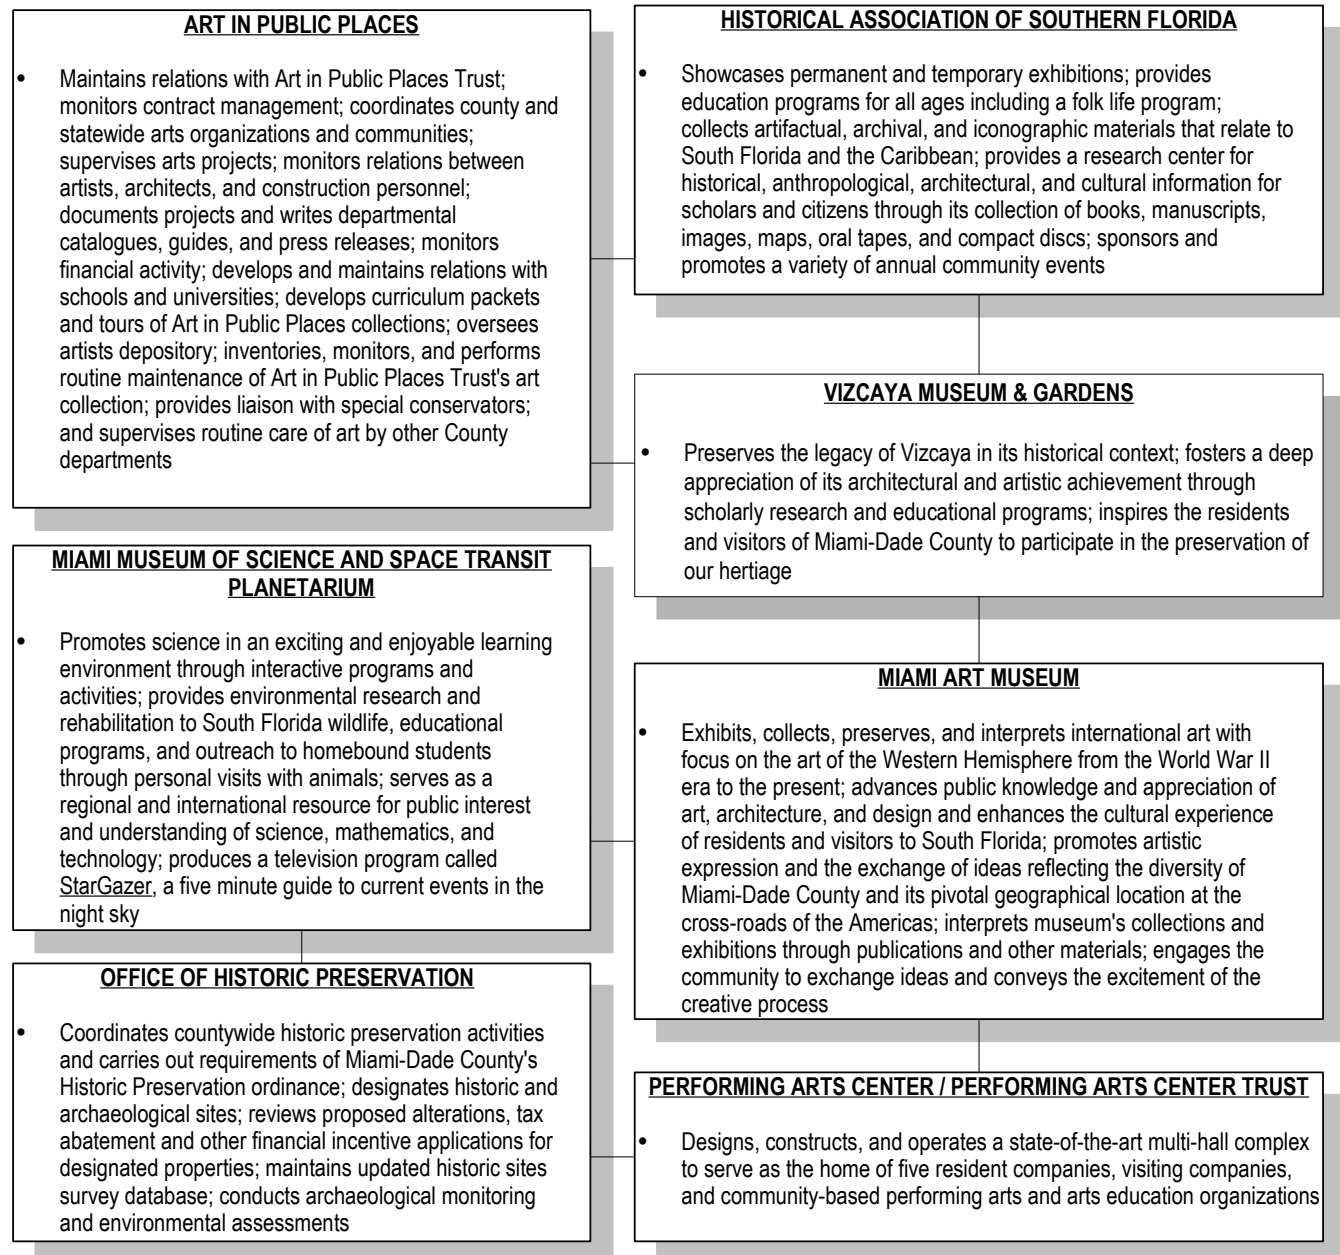 ART IN PUBLIC PLACES
• Maintains relations with Art in Public Places Trust;
monitors contract management; coordinates county and
statewide arts organizations and communities;
supervises arts projects; monitors relations between
artists, architects, and construction personnel;
documents projects and writes departmental
catalogues, guides, and press releases; monitors
financial activity; develops and maintains relations with
schools and universities; develops curriculum packets
and tours of Art in Public Places collections; oversees
artists depository; inventories, monitors, and performs
routine maintenance of Art in Public Places Trust's art
collection; provides liaison with special conservators;
and supervises routine care of art by other County
departments
HISTORICAL ASSOCIATION OF SOUTHERN FLORIDA
• Showcases permanent and temporary exhibitions; provides
education programs for all ages including a folk life program;
collects artifactual, archival, and iconographic materials that relate to
South Florida and the Caribbean; provides a research center for
historical, anthropological, architectural, and cultural information for
scholars and citizens through its collection of books, manuscripts,
images, maps, oral tapes, and compact discs; sponsors and
promotes a variety of annual community events
VIZCAYA MUSEUM & GARDENS
• Preserves the legacy of Vizcaya in its historical context; fosters a deep
appreciation of its architectural and artistic achievement through
scholarly research and educational programs; inspires the residents
and visitors of Miami-Dade County to participate in the preservation of
our hertiage
MIAMI MUSEUM OF SCIENCE AND SPACE TRANSIT
PLANETARIUM
• Promotes science in an exciting and enjoyable learning
environment through interactive programs and
activities; provides environmental research and
rehabilitation to South Florida wildlife, educational
programs, and outreach to homebound students
through personal visits with animals; serves as a
regional and international resource for public interest
and understanding of science, mathematics, and
technology; produces a television program called
StarGazer, a five minute guide to current events in the
night sky
MIAMI ART MUSEUM
• Exhibits, collects, preserves, and interprets international art with
focus on the art of the Western Hemisphere from the World War II
era to the present; advances public knowledge and appreciation of
art, architecture, and design and enhances the cultural experience
of residents and visitors to South Florida; promotes artistic
expression and the exchange of ideas reflecting the diversity of
Miami-Dade County and its pivotal geographical location at the
cross-roads of the Americas; interprets museum's collections and
exhibitions through publications and other materials; engages the
community to exchange ideas and conveys the excitement of the
creative process
OFFICE OF HISTORIC PRESERVATION
• Coordinates countywide historic preservation activities
and carries out requirements of Miami-Dade County's
Historic Preservation ordinance; designates historic and
archaeological sites; reviews proposed alterations, tax
abatement and other financial incentive applications for
designated properties; maintains updated historic sites
survey database; conducts archaeological monitoring
and environmental assessments
PERFORMING ARTS CENTER / PERFORMING ARTS CENTER TRUST
• Designs, constructs, and operates a state-of-the-art multi-hall complex
to serve as the home of five resident companies, visiting companies,
and community-based performing arts and arts education organizations